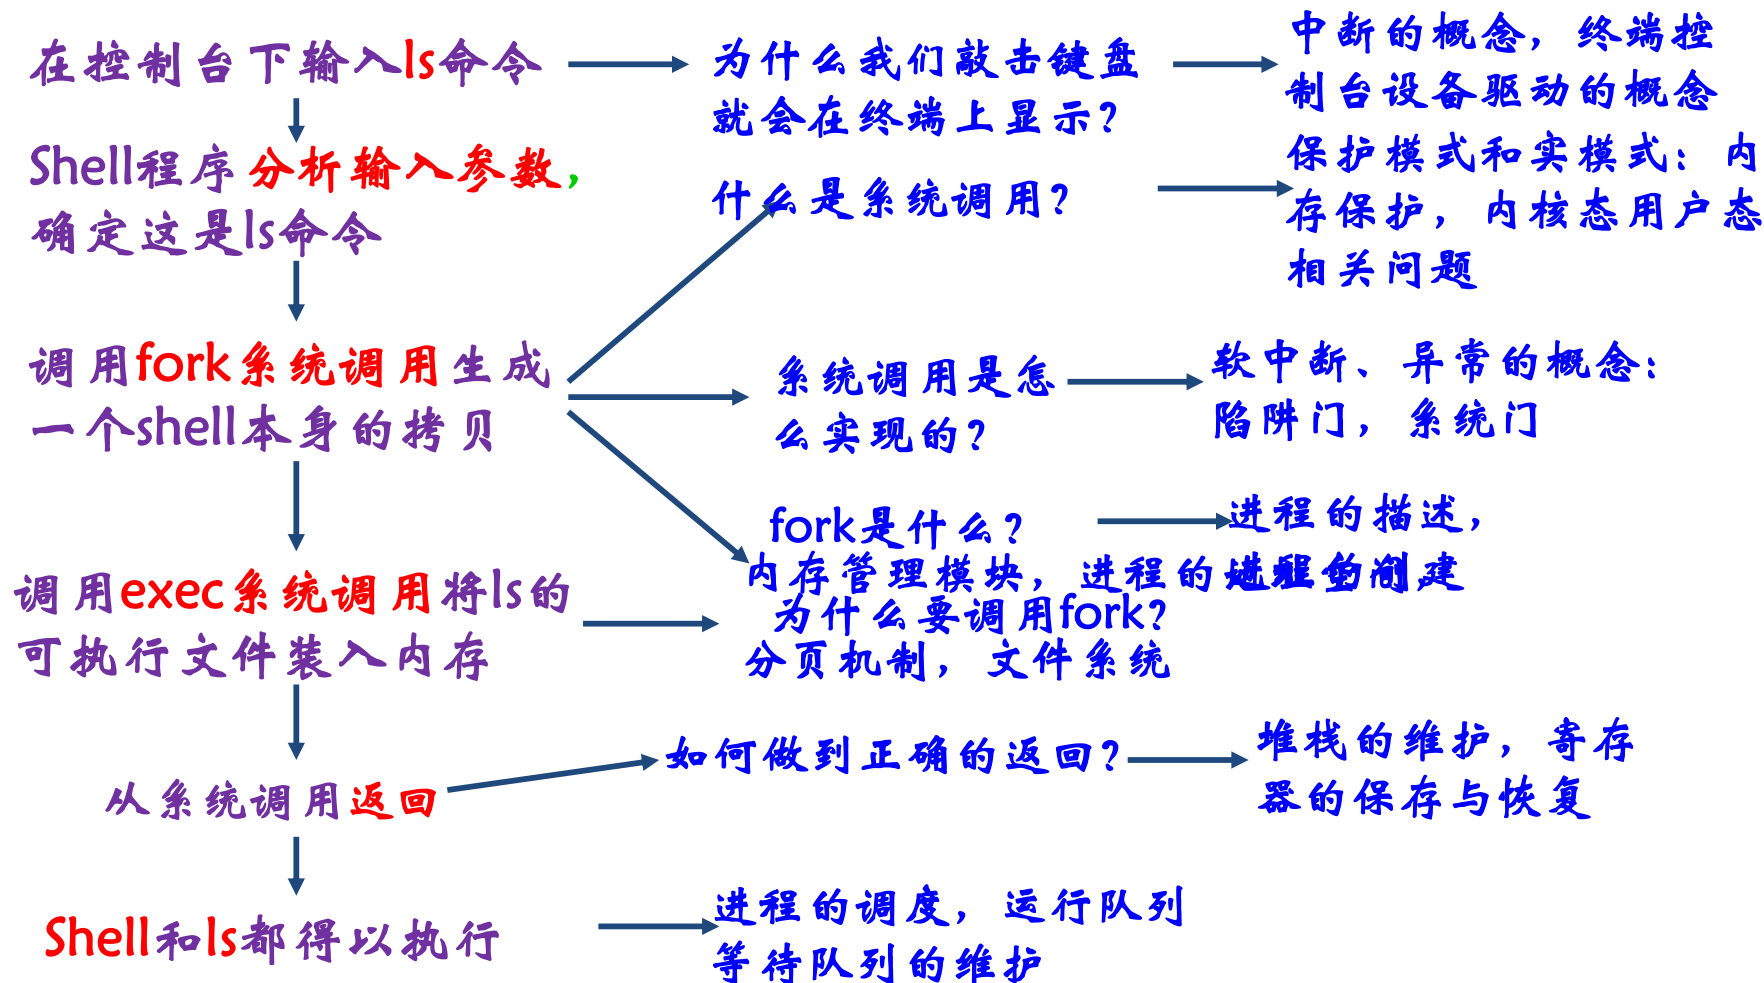 在控制台下输入ls命令
为什么我们敲击键盘
就会在终端上显示？
中断的概念，终端控
制台设备驱动的概念
Shell程序分析输入参数，
确定这是ls命令
什么是系统调用？
保护模式和实模式：内
存保护，内核态用户态
相关问题
调用fork系统调用生成
一个shell本身的拷贝
系统调用是怎
么实现的？
软中断、异常的概念：
陷阱门，系统门
fork是什么？
为什么要调用fork？
进程的描述，
进程的创建
调用exec系统调用将ls的
可执行文件装入内存
内存管理模块，进程的地址空间，
分页机制，文件系统
从系统调用返回
如何做到正确的返回？
堆栈的维护，寄存
器的保存与恢复
Shell和ls都得以执行
进程的调度，运行队列
等待队列的维护